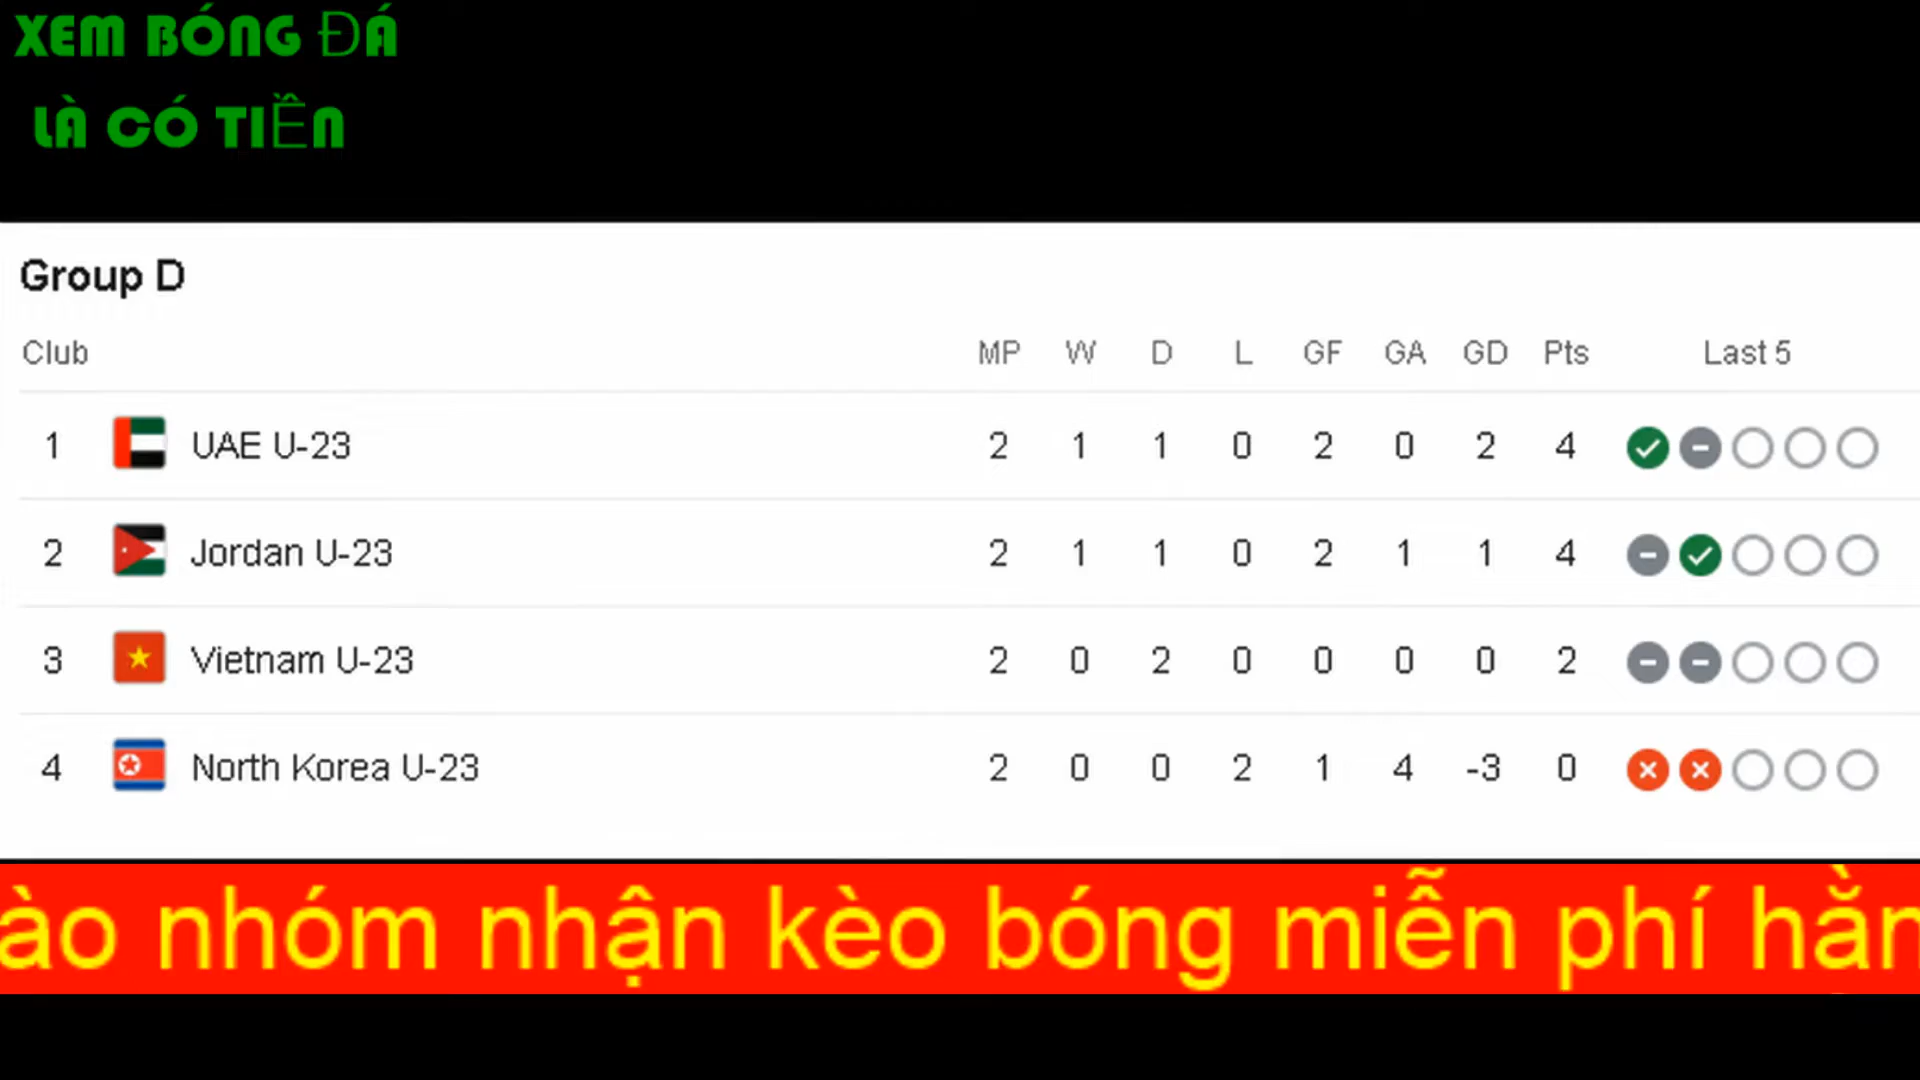 XEM BÓNG ĐÁ
LÀ CÓ TIỀN
Group D
Club MP W D L GF GA GD Pts Last 5
1 UAE U-23 2 1 1 0 2 0 2 4
2 Jordan U-23 2 1 1 0 2 1 1 4
3 Vietnam U-23 2 0 2 0 0 0 0 2
4 North Korea U-23 2 0 0 2 1 4 -3 0
ào nhóm nhận kèo bóng miễn phí hằn